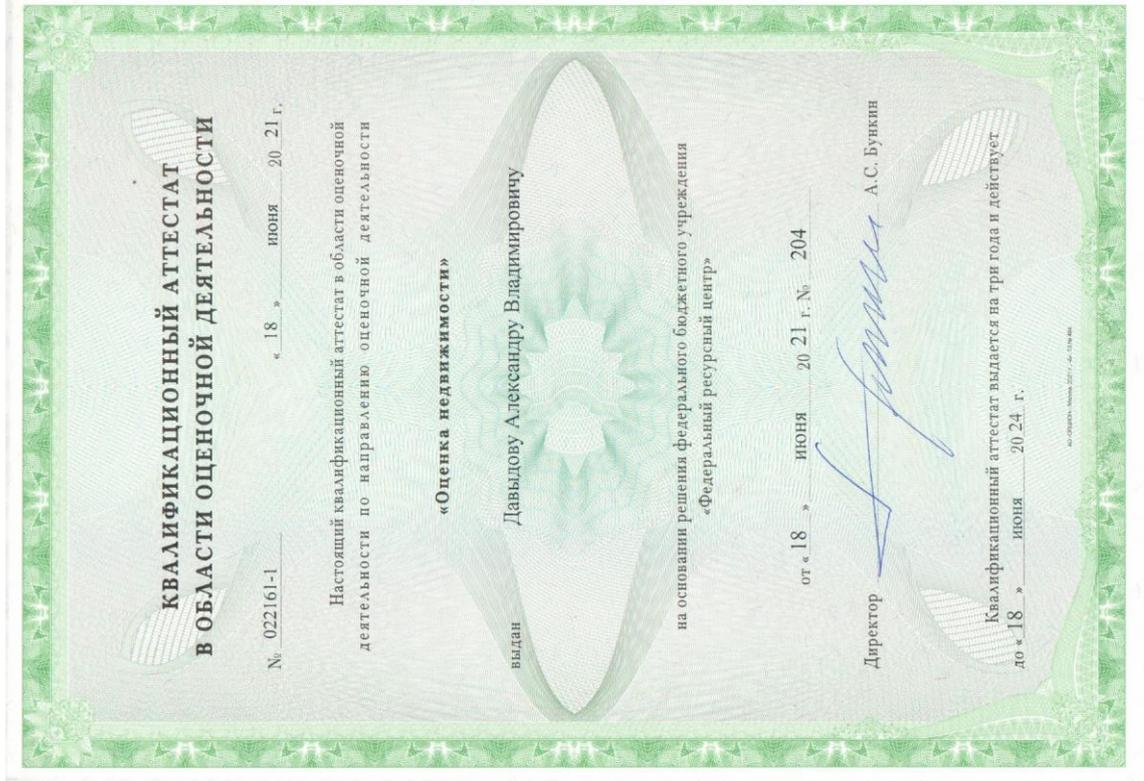 КВАЛИФИКАЦИОННЫЙ АТТЕСТАТ
В ОБЛАСТИ ОЦЕНОЧНОЙ ДЕЯТЕЛЬНОСТИ
№ 022161-1 « 18 » июня 20 21 г.
Настоящий квалификационный аттестат в области оценочной
деятельности по направлению оценочной деятельности
«Оценка недвижимости»
выдан Давыдову Александру Владимировичу
на основании решения федерального бюджетного учреждения
«Федеральный ресурсный центр»
от « 18 » июня 20 21 г. № 204
Директор А.С. Бункин
Квалификационный аттестат выдается на три года и действует
до « 18 » июня 20 24 г.